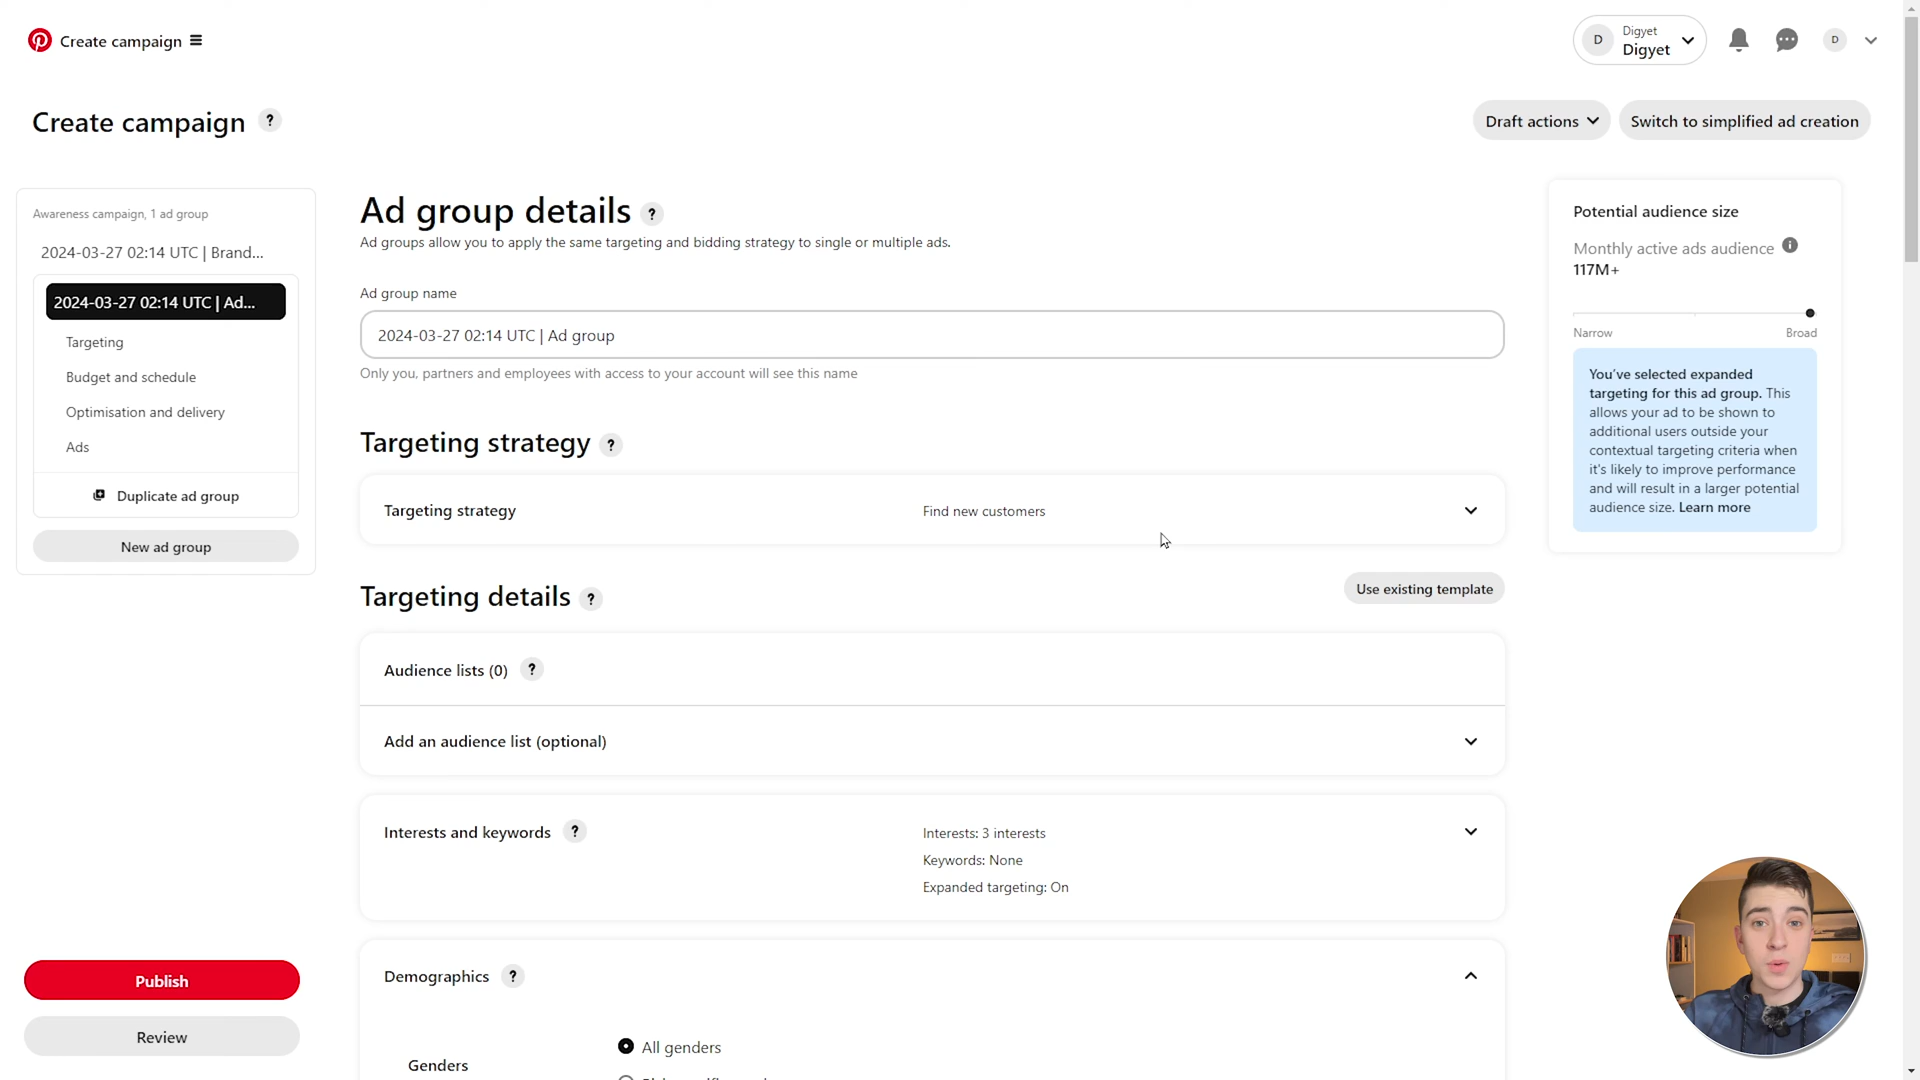 Create campaign
D
Digyet
Digyet
D
Create campaign ?
Draft actions
Switch to simplified ad creation
Awareness campaign, 1 ad group
2024-03-27 02:14 UTC | Brand...
2024-03-27 02:14 UTC | Ad...
Targeting
Budget and schedule
Optimisation and delivery
Ads
Duplicate ad group
New ad group
Publish
Review
Ad group details ?
Ad groups allow you to apply the same targeting and bidding strategy to single or multiple ads.
Ad group name
2024-03-27 02:14 UTC | Ad group
Only you, partners and employees with access to your account will see this name
Targeting strategy ?
Targeting strategy
Find new customers
Targeting details ?
Use existing template
Audience lists (0) ?
Add an audience list (optional)
Interests and keywords ?
Interests: 3 interests
Keywords: None
Expanded targeting: On
Demographics ?
Genders
All genders
Potential audience size
Monthly active ads audience
117M+
Narrow
Broad
You've selected expanded
targeting for this ad group. This
allows your ad to be shown to
additional users outside your
contextual targeting criteria when
it's likely to improve performance
and will result in a larger potential
audience size. Learn more